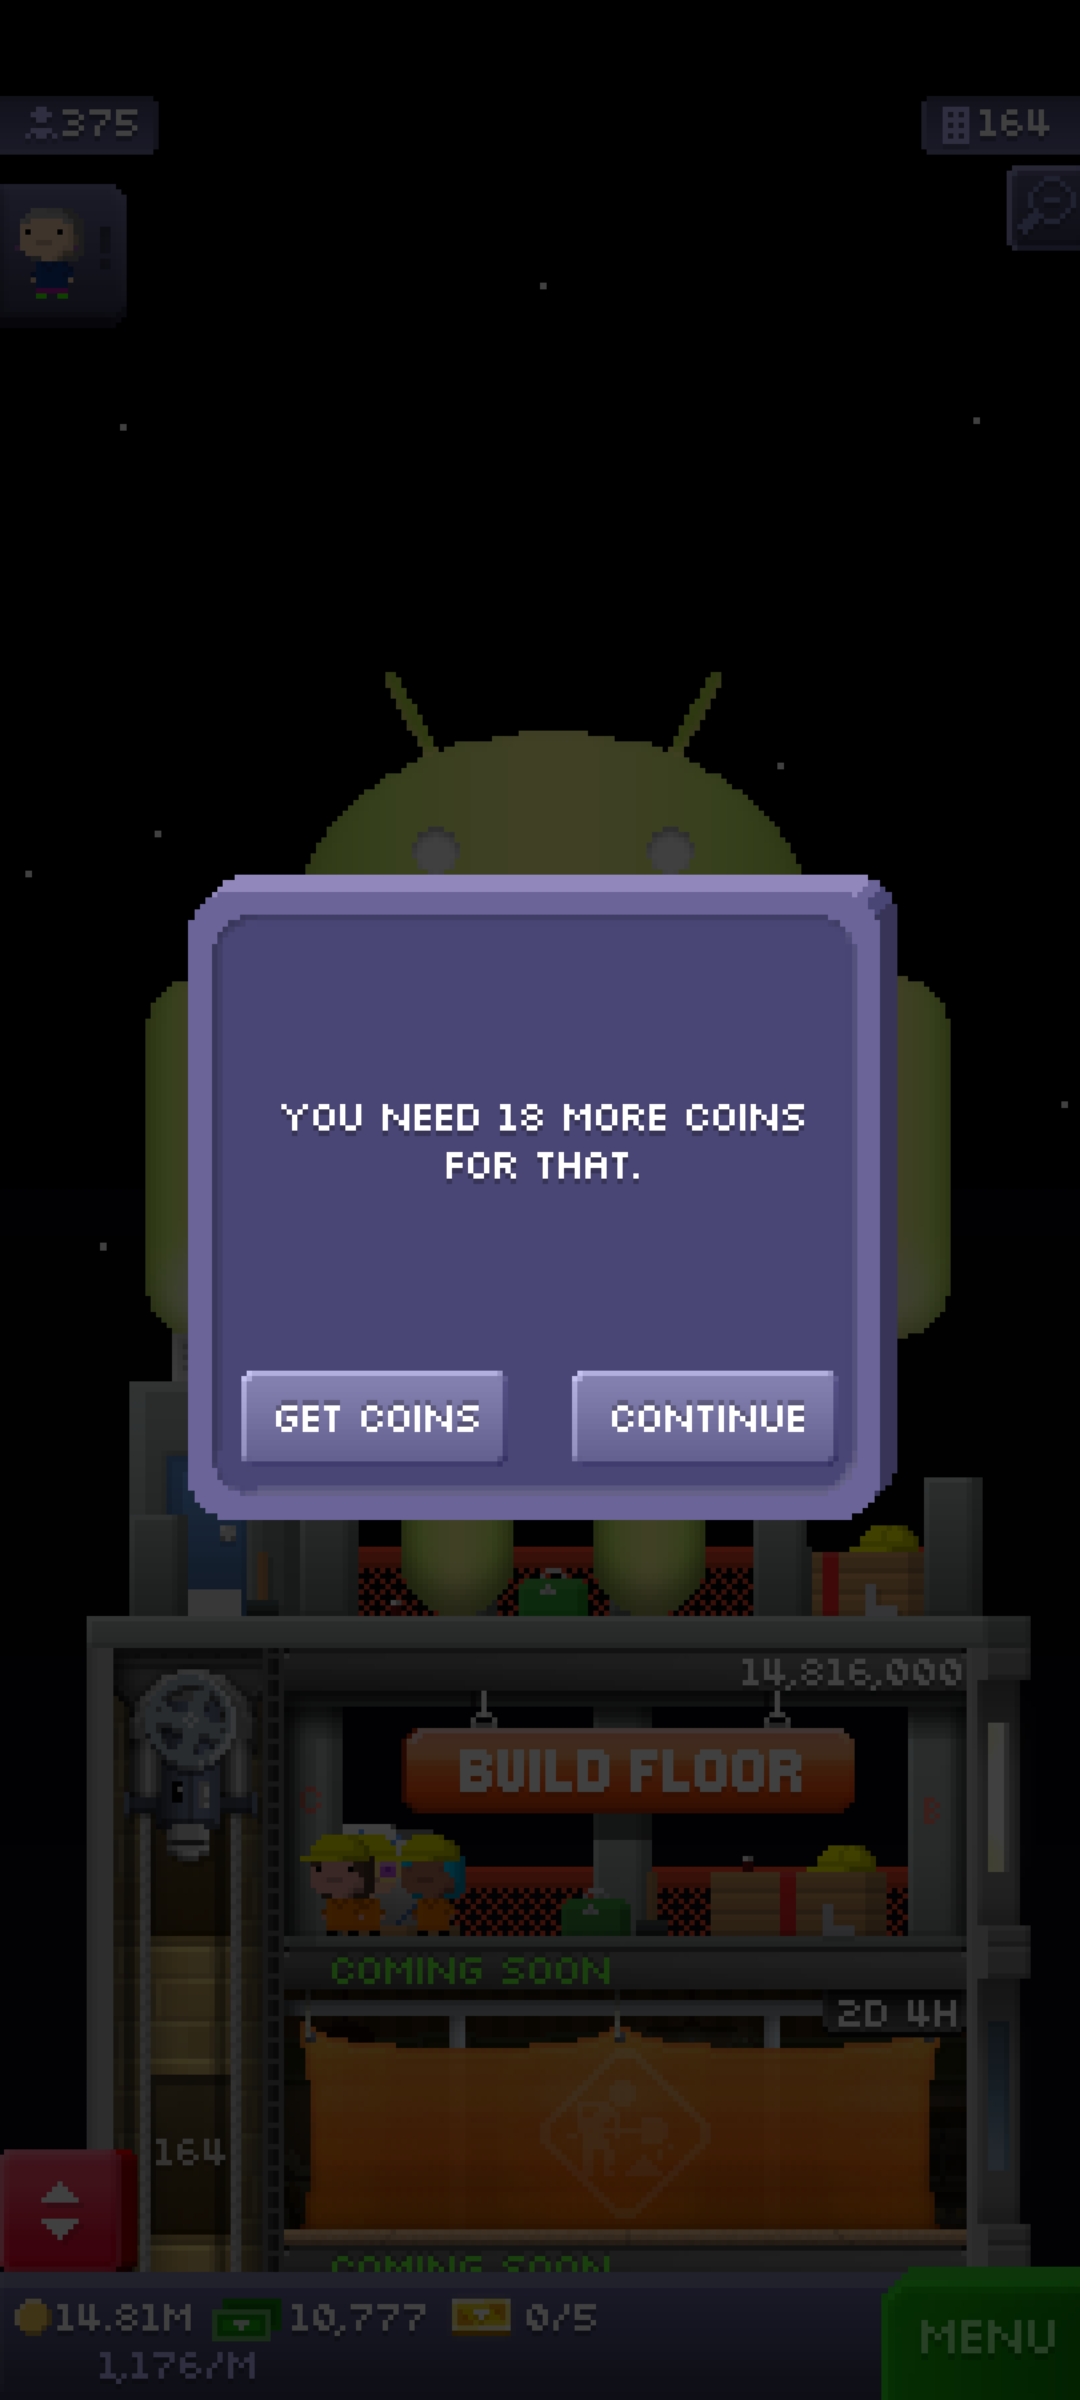 375
164
YOU NEED 18 MORE COINS
FOR THAT.
GET COINS
CONTINUE
14,816,000
BUILD FLOOR
COMING SOON
2D 4H
164
COMING SOON
14.81M
10,777
0/5
MENU
1,176/M